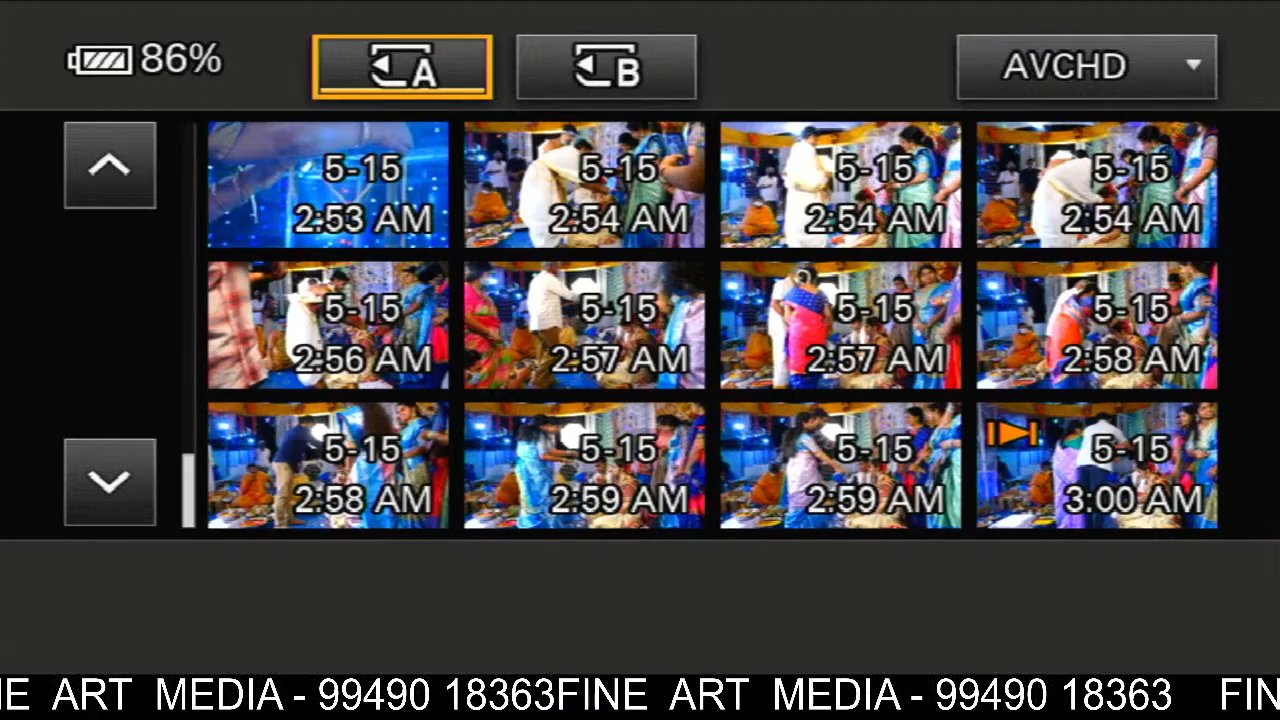 86% A B AVCHD
5-15 5-15 5-15 5-15
2:53 AM 2:54 AM 2:54 AM 2:54 AM
5-15 5-15 5-15 5-15
2:56 AM 2:57 AM 2:57 AM 2:58 AM
5-15 5-15 5-15 5-15
2:58 AM 2:59 AM 2:59 AM 3:00 AM
NE ART MEDIA - 99490 18363FINE ART MEDIA - 99490 18363 FIN